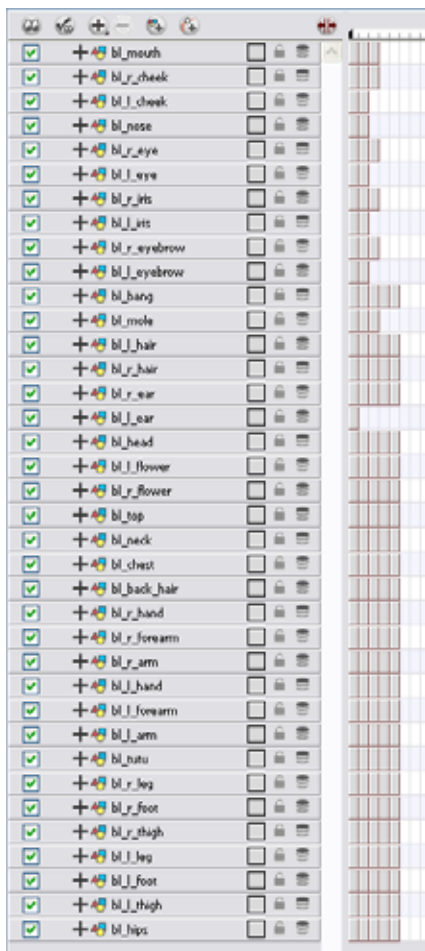 bl_mouth
bl_r_cheek
bl_l_cheek
bl_nose
bl_r_eye
bl_l_eye
bl_r_iris
bl_l_iris
bl_r_eyebrow
bl_l_eyebrow
bl_bang
bl_mole
bl_l_hair
bl_r_hair
bl_r_ear
bl_l_ear
bl_head
bl_l_flower
bl_r_flower
bl_top
bl_neck
bl_chest
bl_back_hair
bl_r_hand
bl_r_forearm
bl_r_arm
bl_l_hand
bl_l_forearm
bl_l_arm
bl_tutu
bl_r_leg
bl_r_foot
bl_r_thigh
bl_l_leg
bl_l_foot
bl_l_thigh
bl_hips